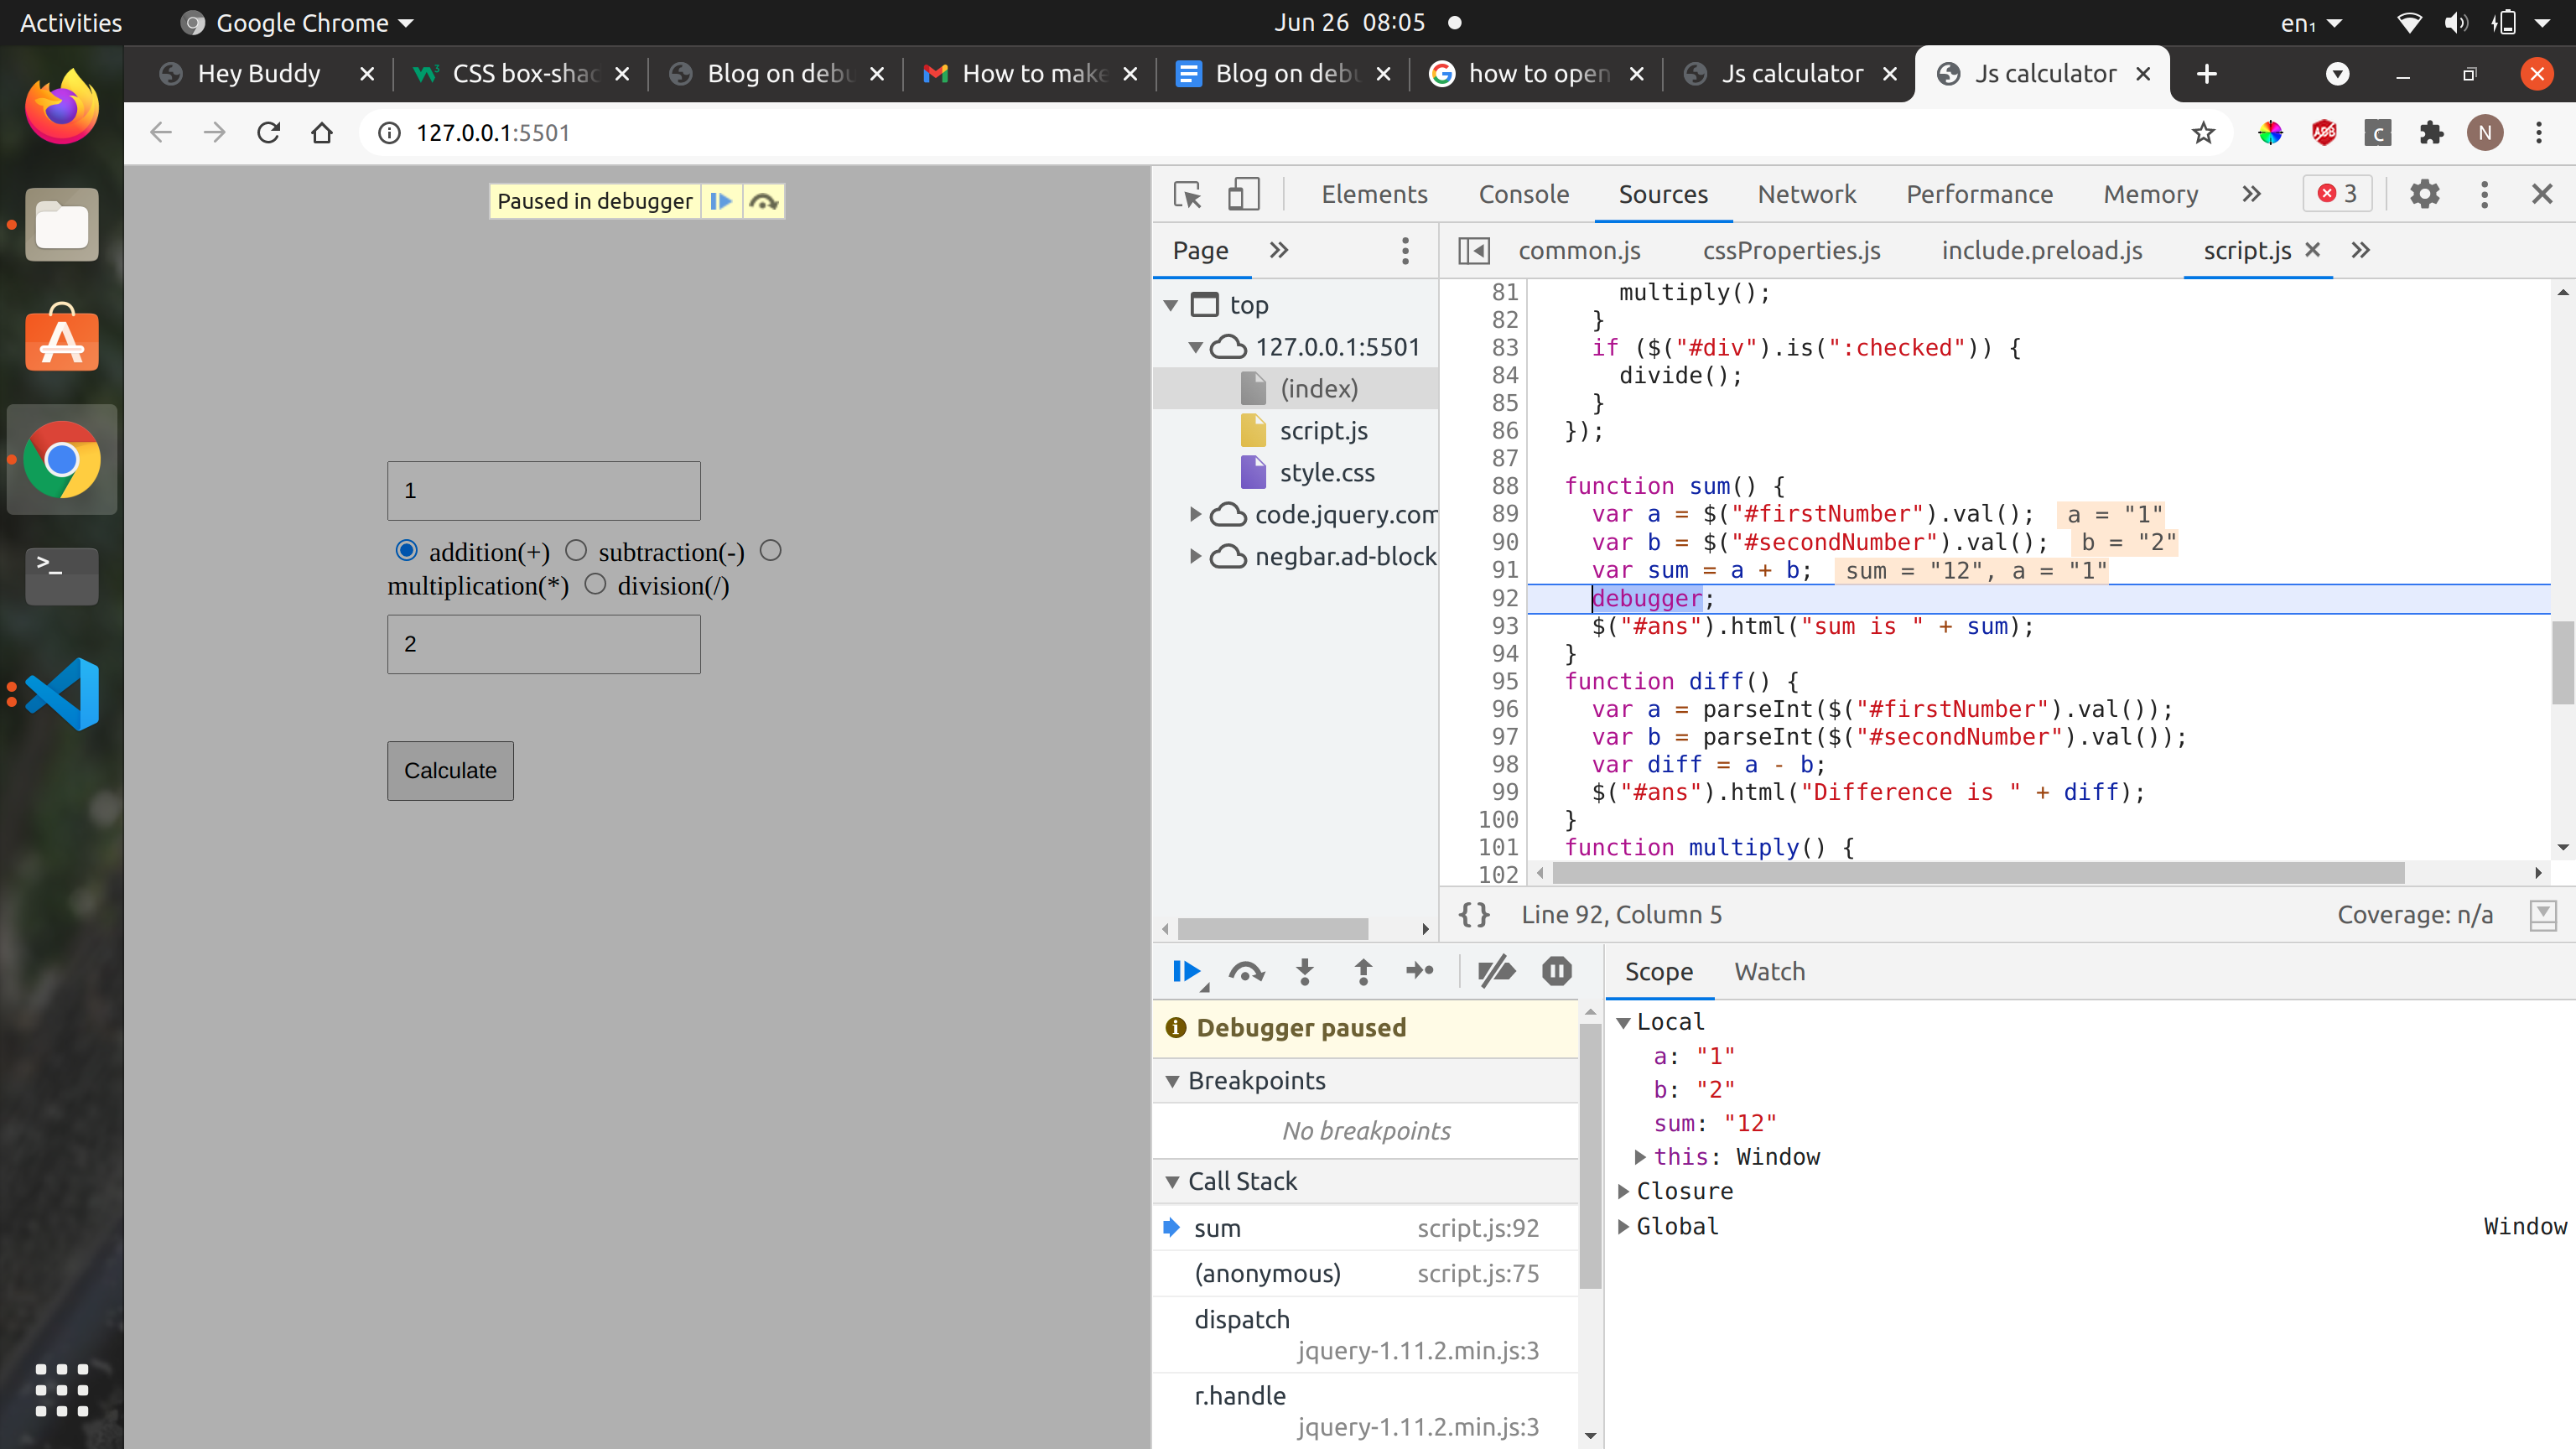 Activities
Google Chrome
Jun 26 08:05
en₁
Hey Buddy
CSS box-shad
Blog on debu
How to make
Blog on debu
how to open
Js calculator
Js calculator
127.0.0.1:5501
ABP
C
N
Paused in debugger
1
addition(+) subtraction(-)
multiplication(*) division(/)
2
Calculate
Elements
Console
Sources
Network
Performance
Memory
3
Page
common.js
cssProperties.js
include.preload.js
script.js
top
127.0.0.1:5501
(index)
script.js
style.css
code.jquery.com
negbar.ad-block
81 multiply();
82 }
83 if ($("#div").is(":checked")) {
84 divide();
85 }
86 });
87
88 function sum() {
89 var a = $("#firstNumber").val(); a = "1"
90 var b = $("#secondNumber").val(); b = "2"
91 var sum = a + b; sum = "12", a = "1"
92 debugger;
93 $("#ans").html("sum is " + sum);
94 }
95 function diff() {
96 var a = parseInt($("#firstNumber").val());
97 var b = parseInt($("#secondNumber").val());
98 var diff = a - b;
99 $("#ans").html("Difference is " + diff);
100 }
101 function multiply() {
102
{} Line 92, Column 5
Coverage: n/a
Debugger paused
Breakpoints
No breakpoints
Call Stack
sum script.js:92
(anonymous) script.js:75
dispatch
jquery-1.11.2.min.js:3
r.handle
jquery-1.11.2.min.js:3
Scope
Watch
Local
a: "1"
b: "2"
sum: "12"
this: Window
Closure
Global Window